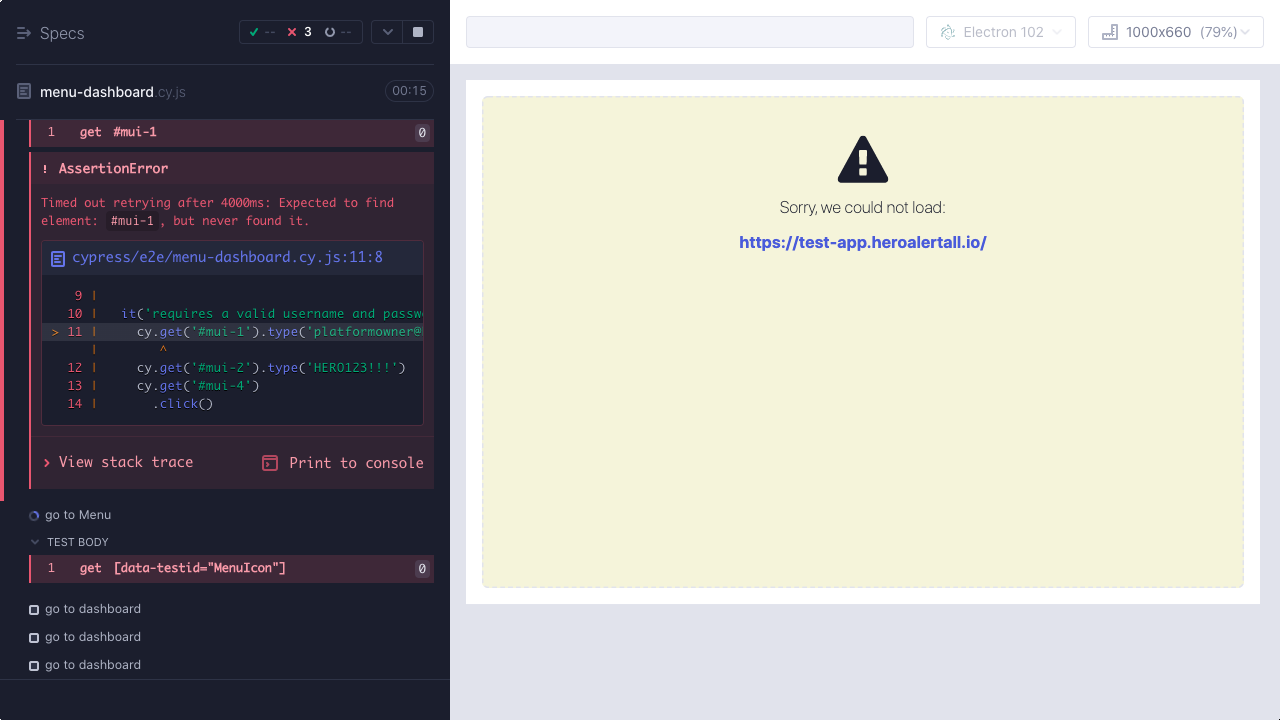 Specs
-- 3 --
menu-dashboard.cy.js
00:15
1 get #mui-1 0
! AssertionError
Timed out retrying after 4000ms: Expected to find
element: #mui-1, but never found it.
cypress/e2e/menu-dashboard.cy.js:11:8
9 |
10 | it('requires a valid username and passw
> 11 | cy.get('#mui-1').type('platformowner@
| ^
12 | cy.get('#mui-2').type('HERO123!!!')
13 | cy.get('#mui-4')
14 | .click()
View stack trace
Print to console
go to Menu
TEST BODY
1 get [data-testid="MenuIcon"] 0
go to dashboard
go to dashboard
go to dashboard
Electron 102
1000x660 (79%)
Sorry, we could not load:
https://test-app.heroalertall.io/